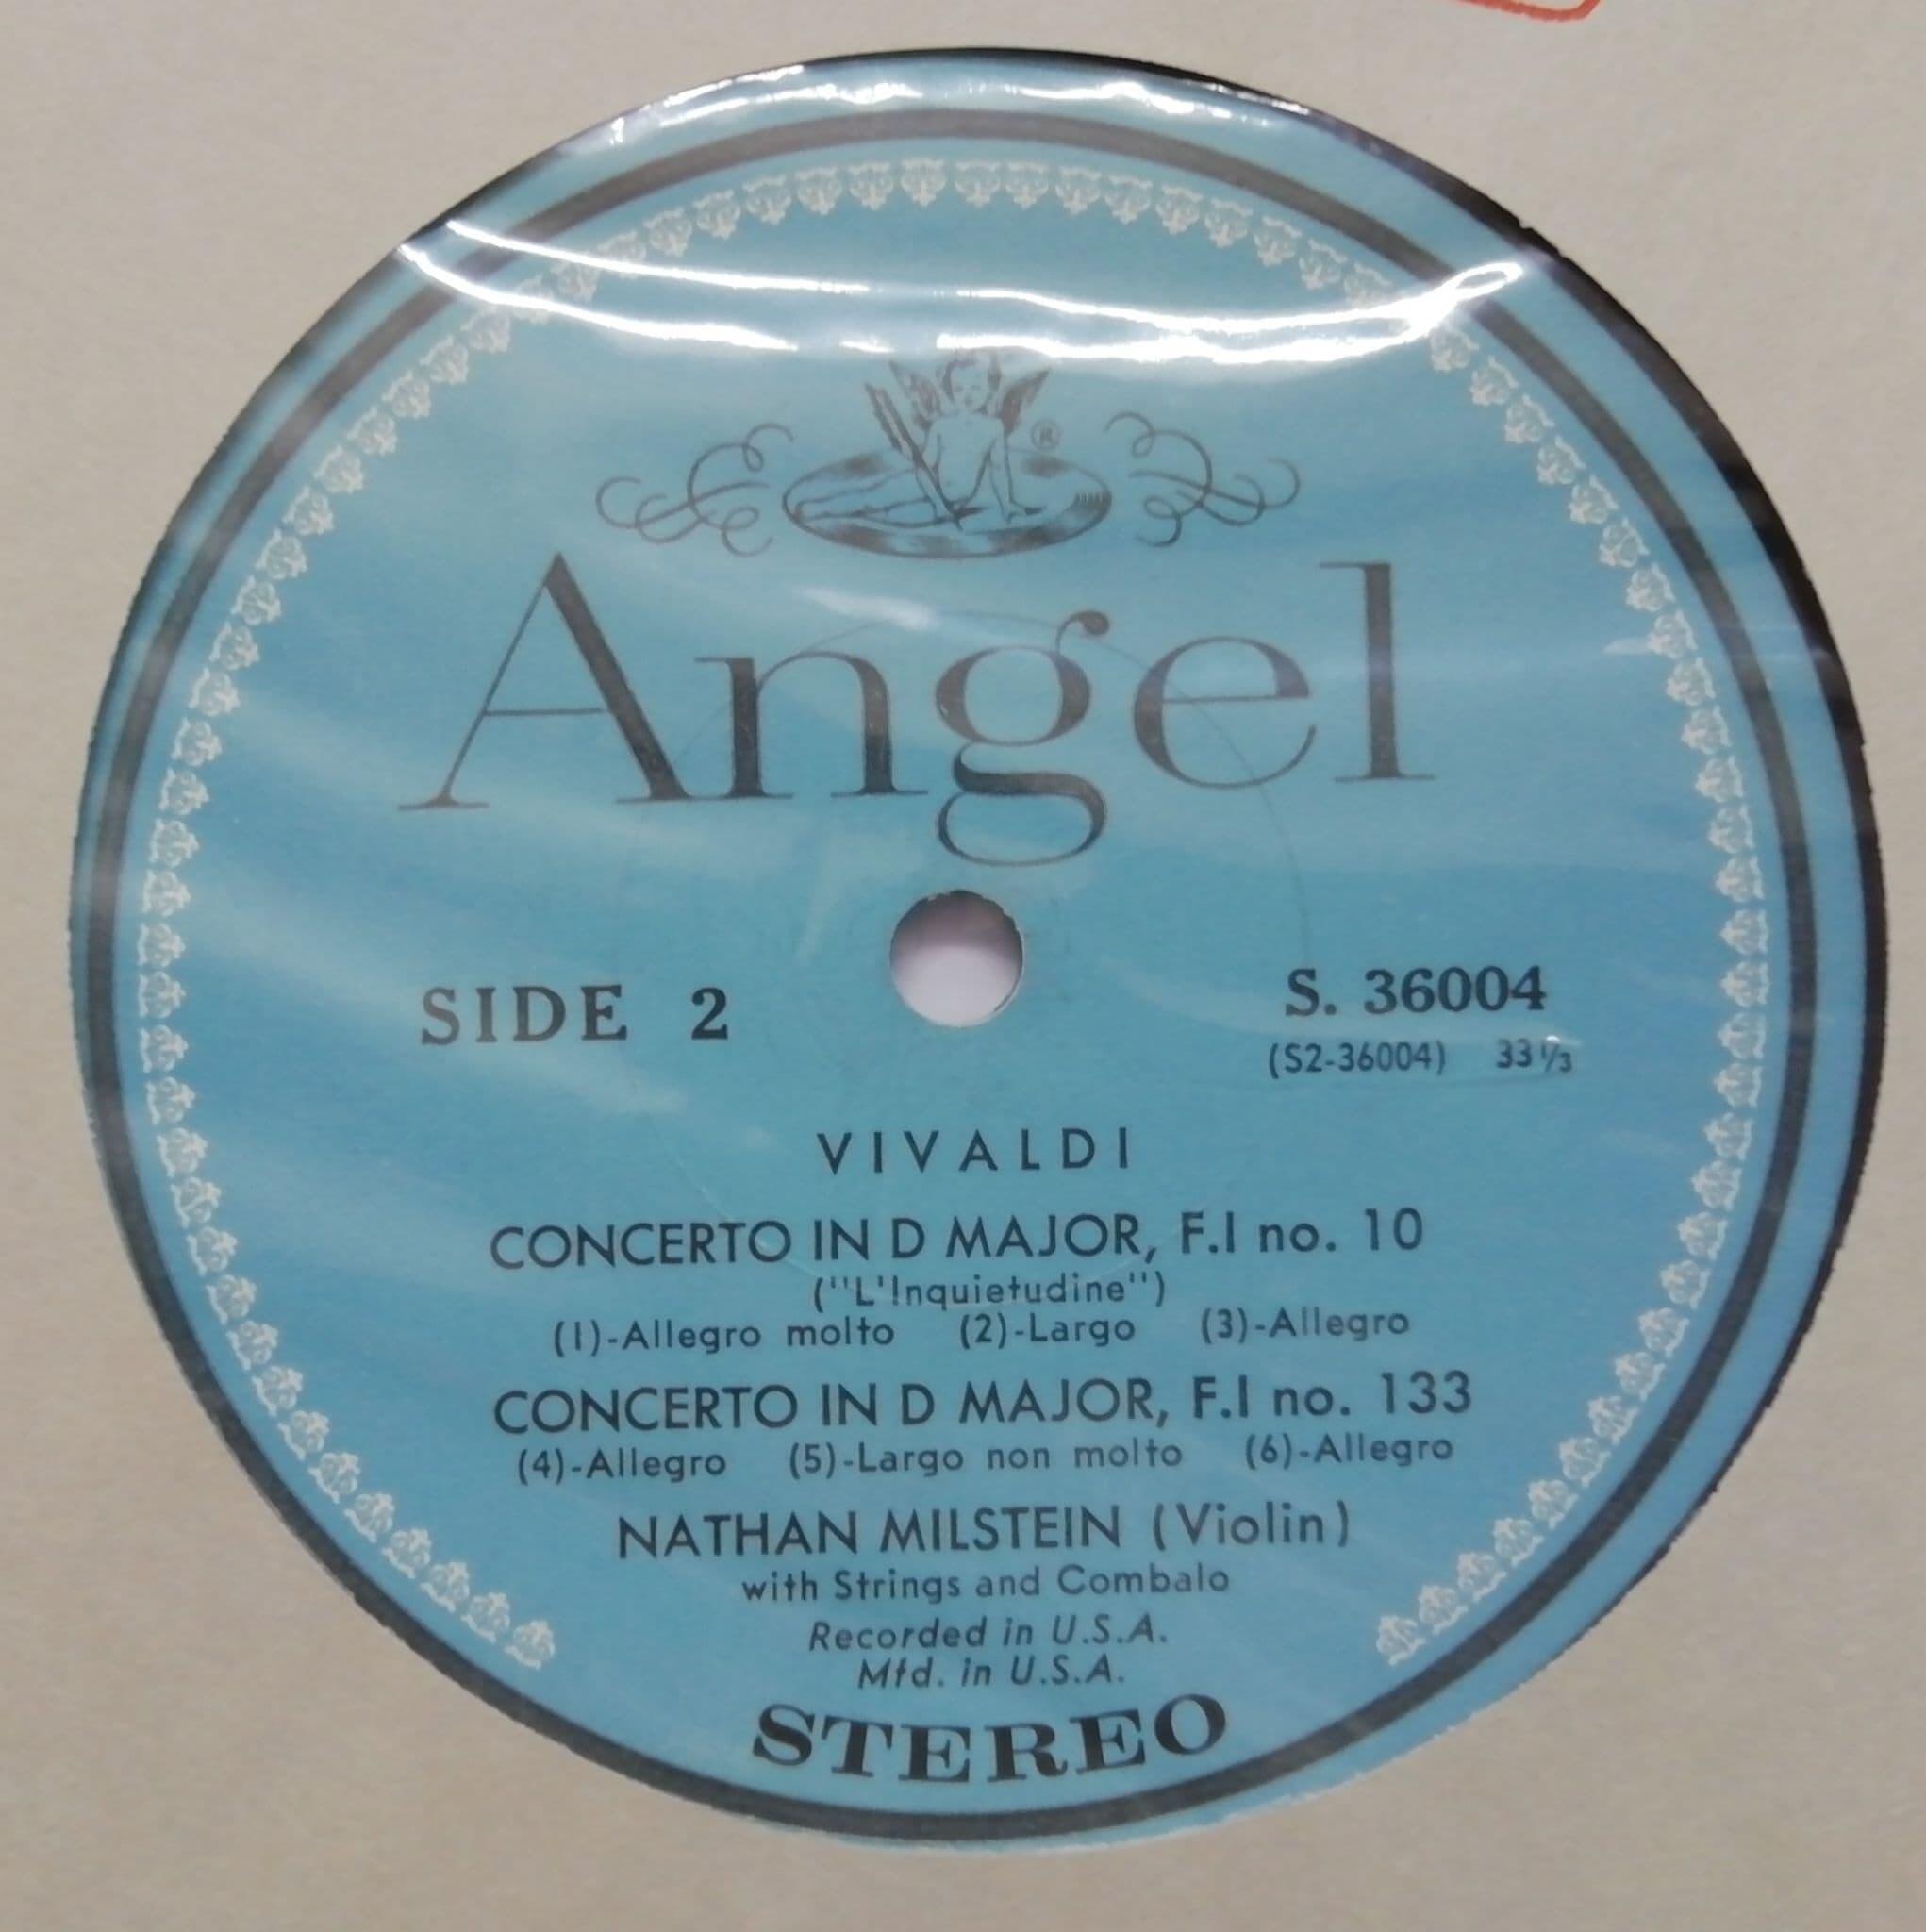 ®
Angel
SIDE 2
S. 36004
(S2-36004) 33 1/3
VIVALDI
CONCERTO IN D MAJOR, F.I no. 10
("L'Inquietudine")
(1)-Allegro molto (2)-Largo (3)-Allegro
CONCERTO IN D MAJOR, F.I no. 133
(4)-Allegro (5)-Largo non molto (6)-Allegro
NATHAN MILSTEIN (Violin)
with Strings and Combalo
Recorded in U.S.A.
Mfd. in U.S.A.
STEREO